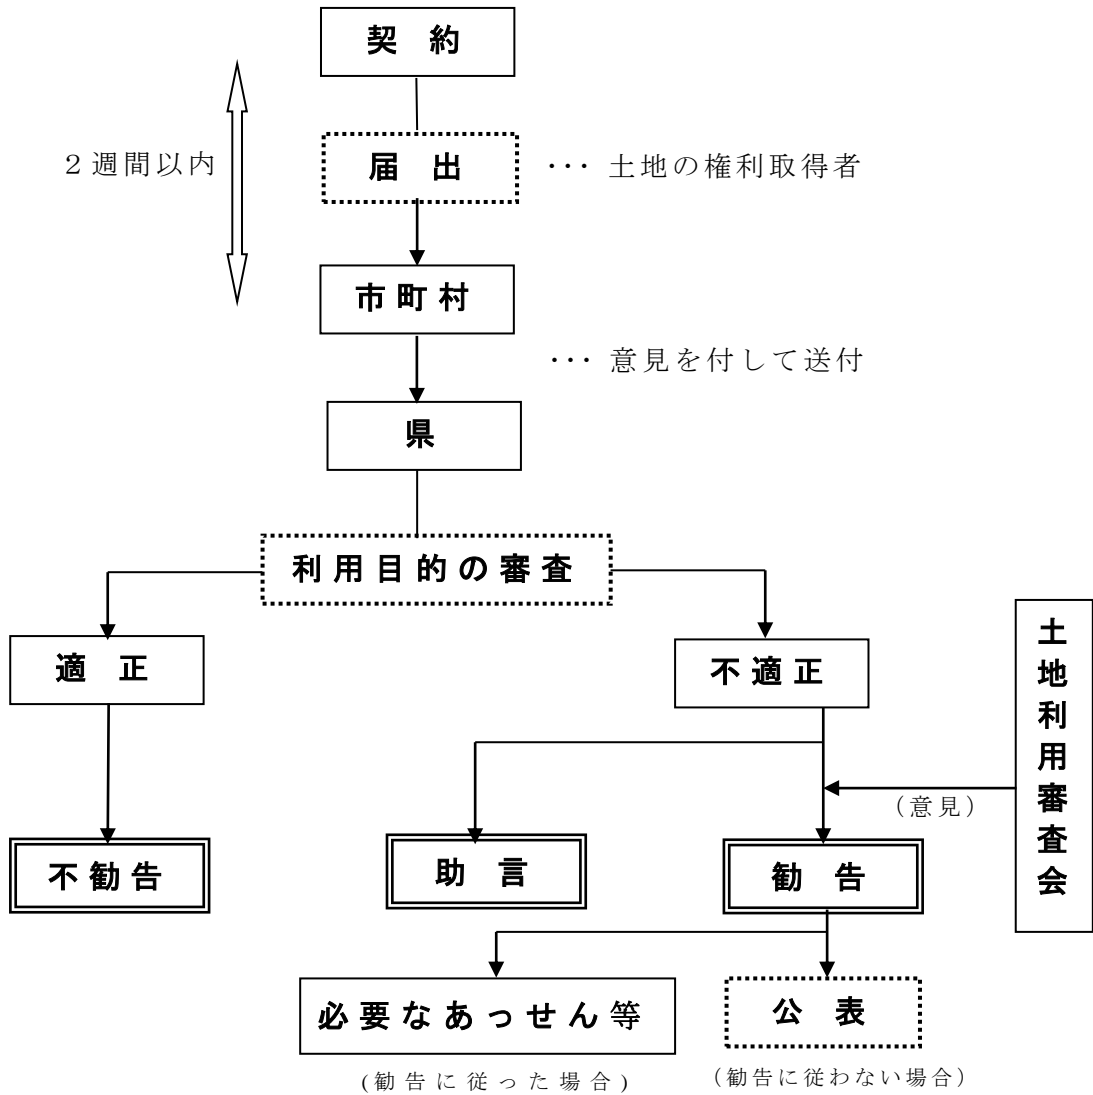 契　約
２週間以内
届　出
･･･ 土地の権利取得者
市町村
･･･ 意見を付して送付
県
利用目的の審査
適　正
不適正
土地利用審査会
（意見）
不勧告
助　言
勧　告
必要なあっせん等
公　表
(勧告に従った場合)
（勧告に従わない場合）